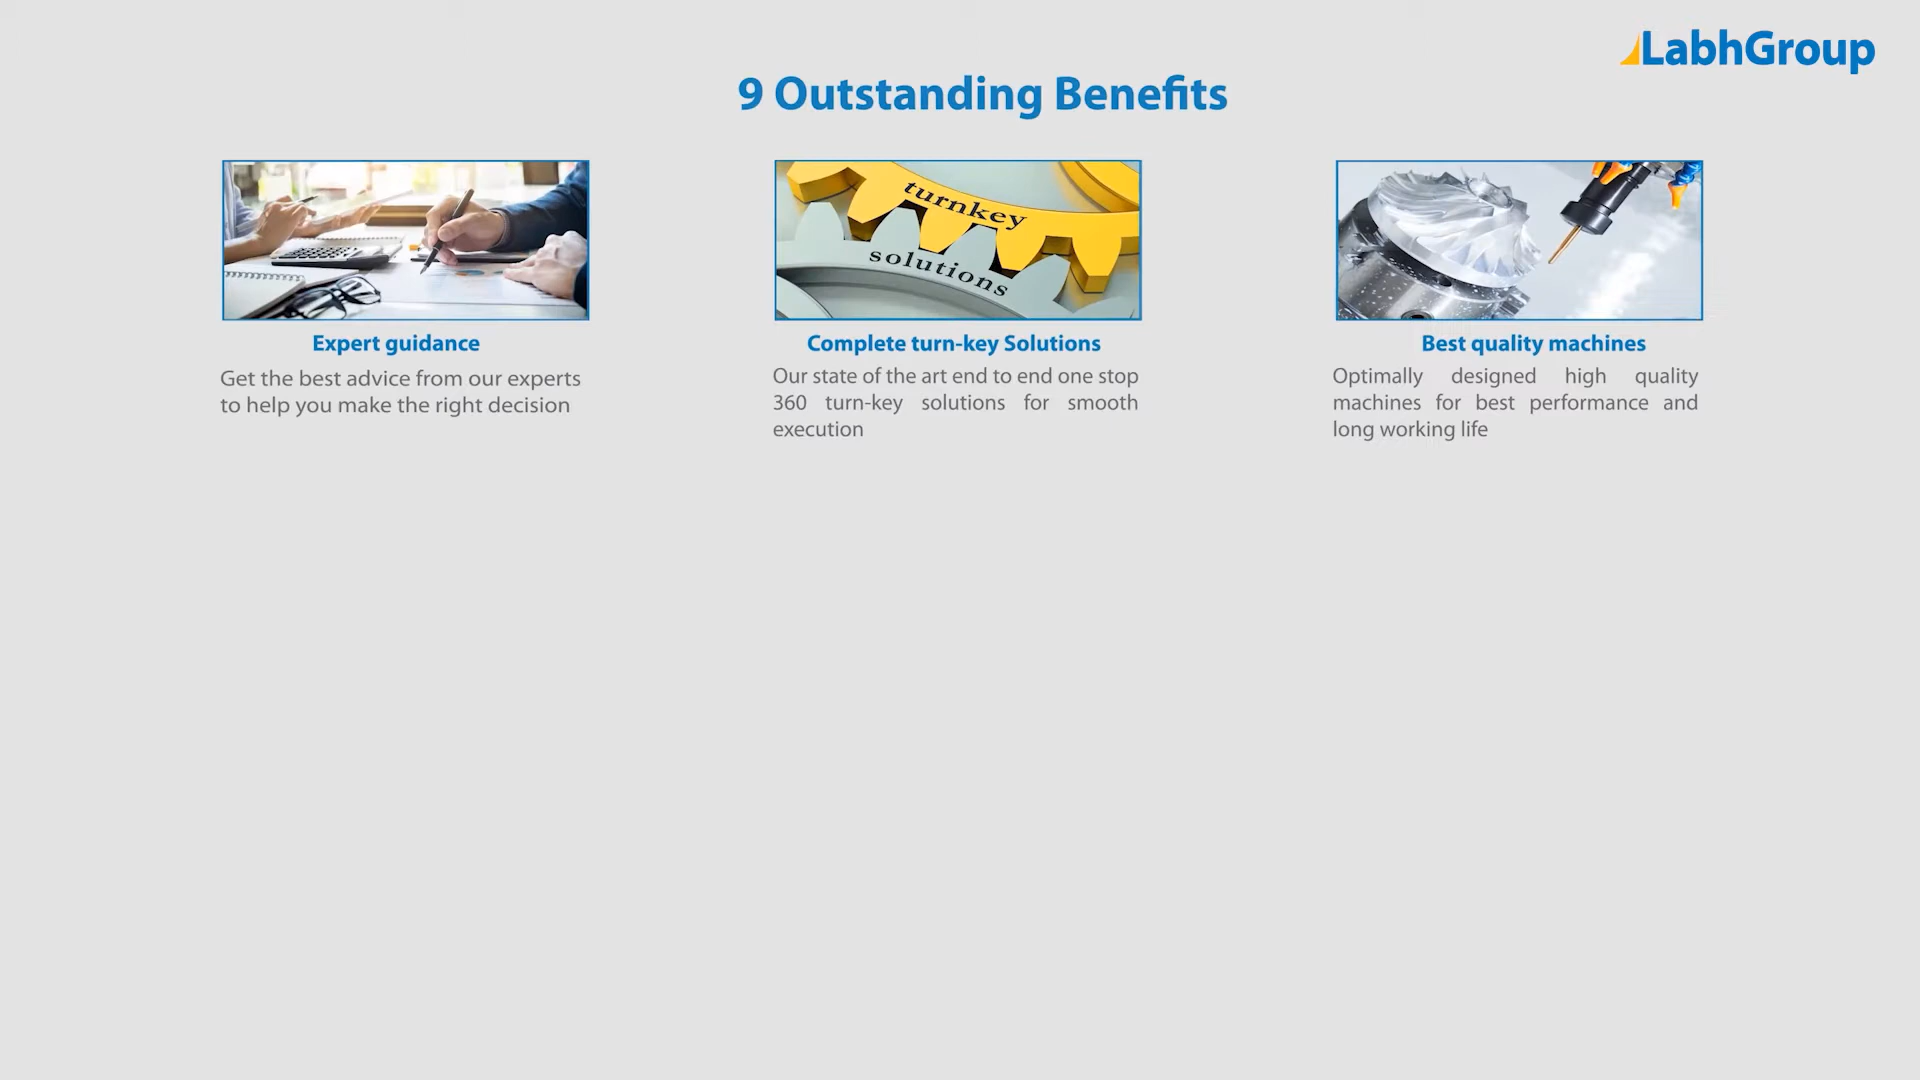 LabhGroup
9 Outstanding Benefits
turnkey
solutions
Expert guidance
Get the best advice from our experts
to help you make the right decision
Complete turn-key Solutions
Our state of the art end to end one stop
360 turn-key solutions for smooth
execution
Best quality machines
Optimally designed high quality
machines for best performance and
long working life